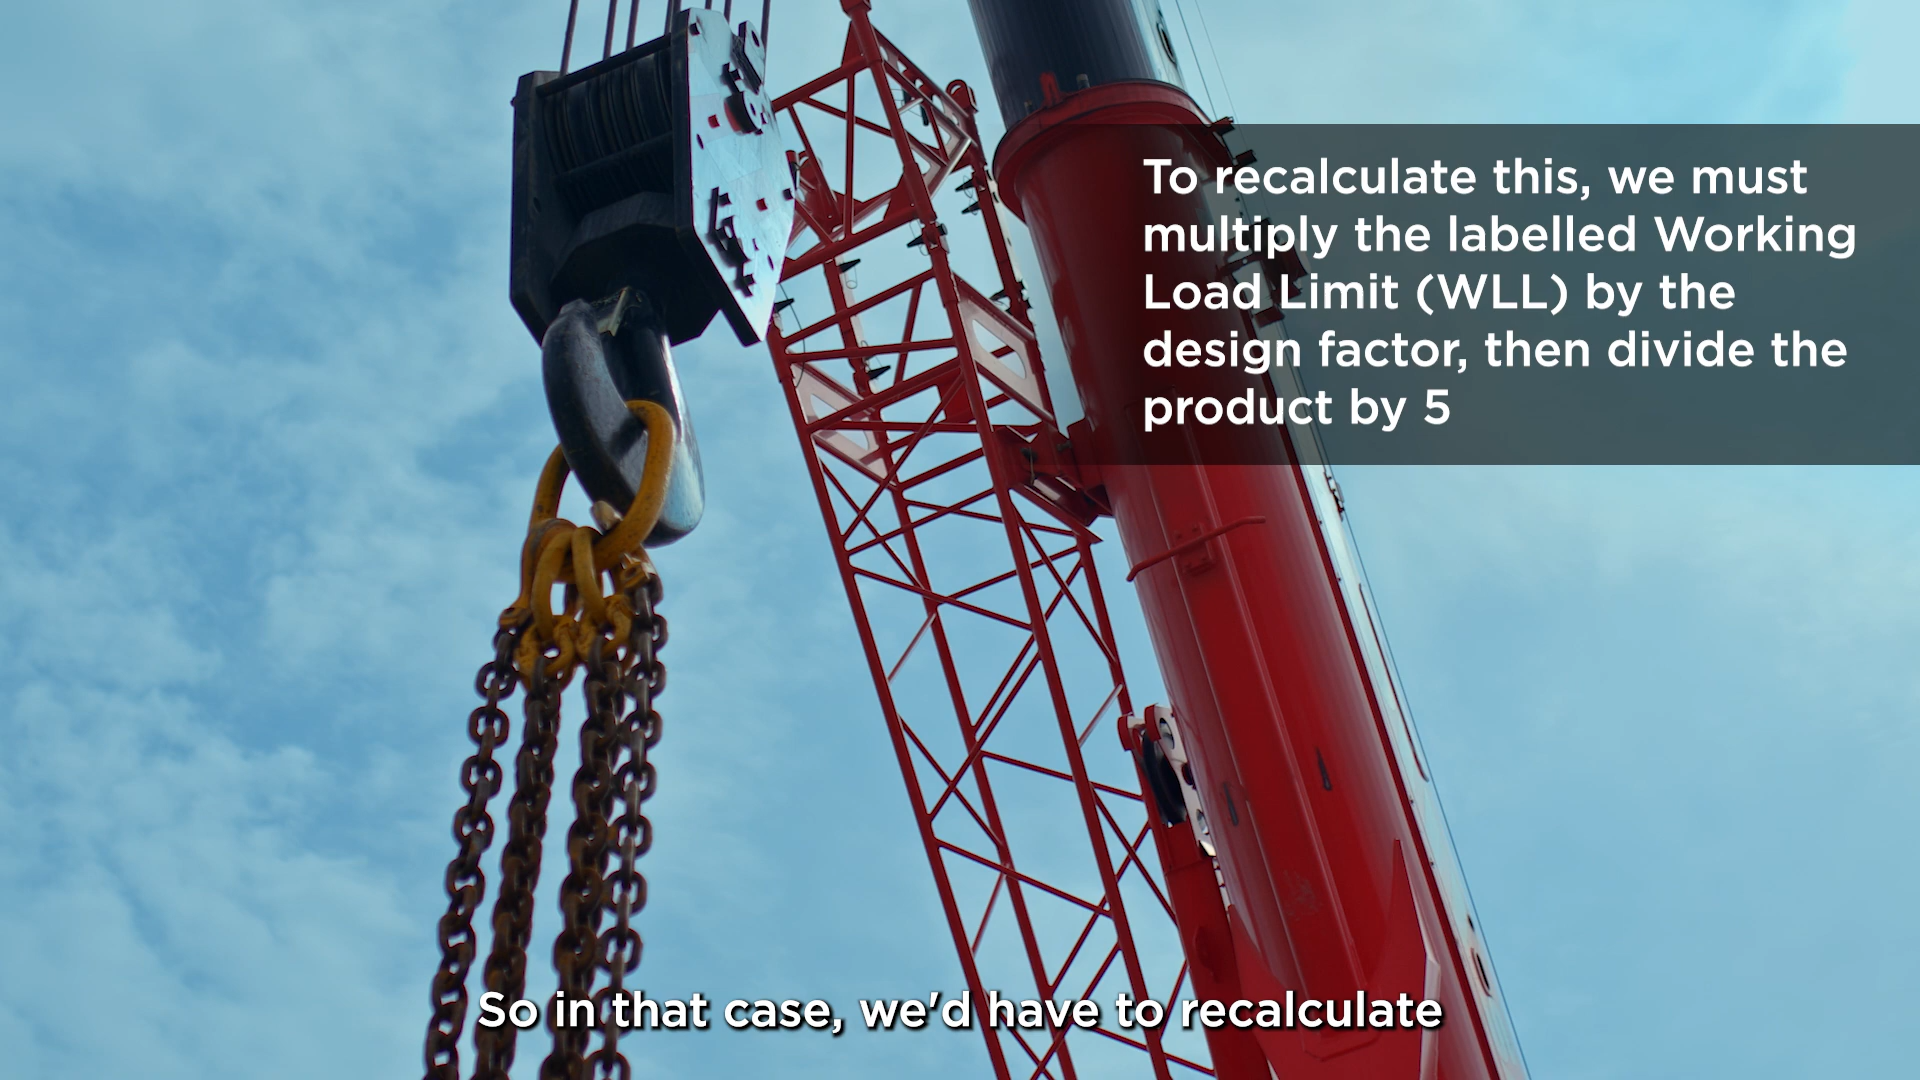 To recalculate this, we must
multiply the labelled Working
Load Limit (WLL) by the
design factor, then divide the
product by 5
So in that case, we'd have to recalculate